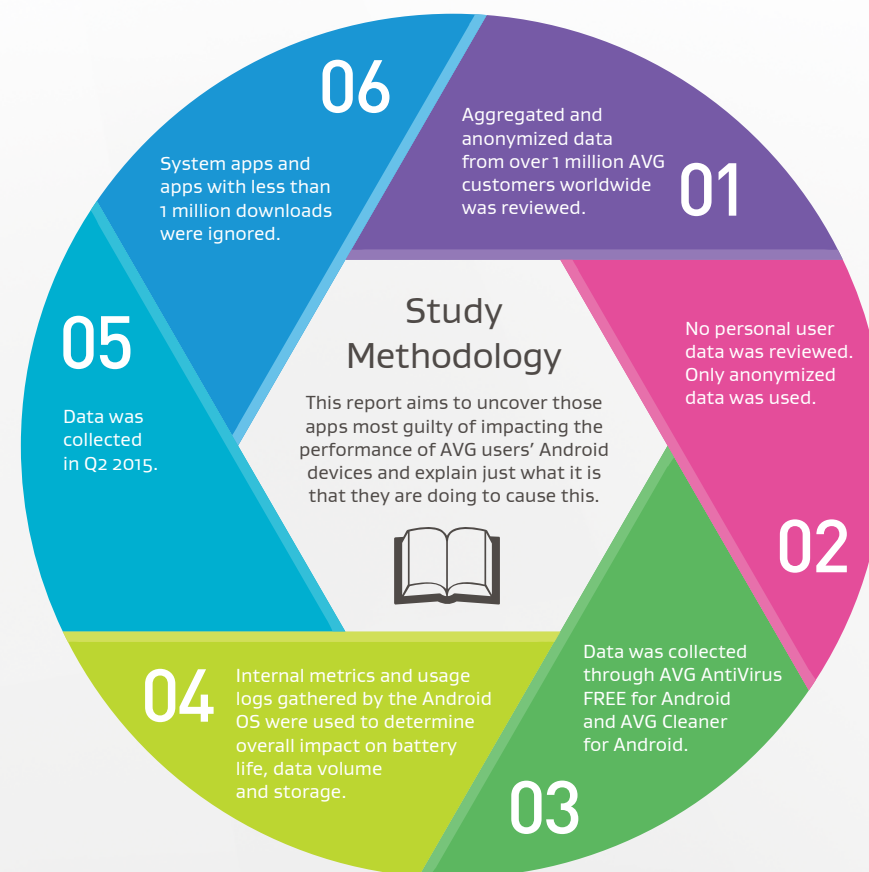 Study
Methodology
This report aims to uncover those
apps most guilty of impacting the
performance of AVG users’ Android
devices and explain just what it is
that they are doing to cause this.
01
Aggregated and
anonymized data
from over 1 million AVG
customers worldwide
was reviewed.
02
No personal user
data was reviewed.
Only anonymized
data was used.
03
Data was collected
through AVG AntiVirus
FREE for Android
and AVG Cleaner
for Android.
04
Internal metrics and usage
logs gathered by the Android
OS were used to determine
overall impact on battery
life, data volume
and storage.
05
Data was
collected
in Q2 2015.
06
System apps and
apps with less than
1 million downloads
were ignored.